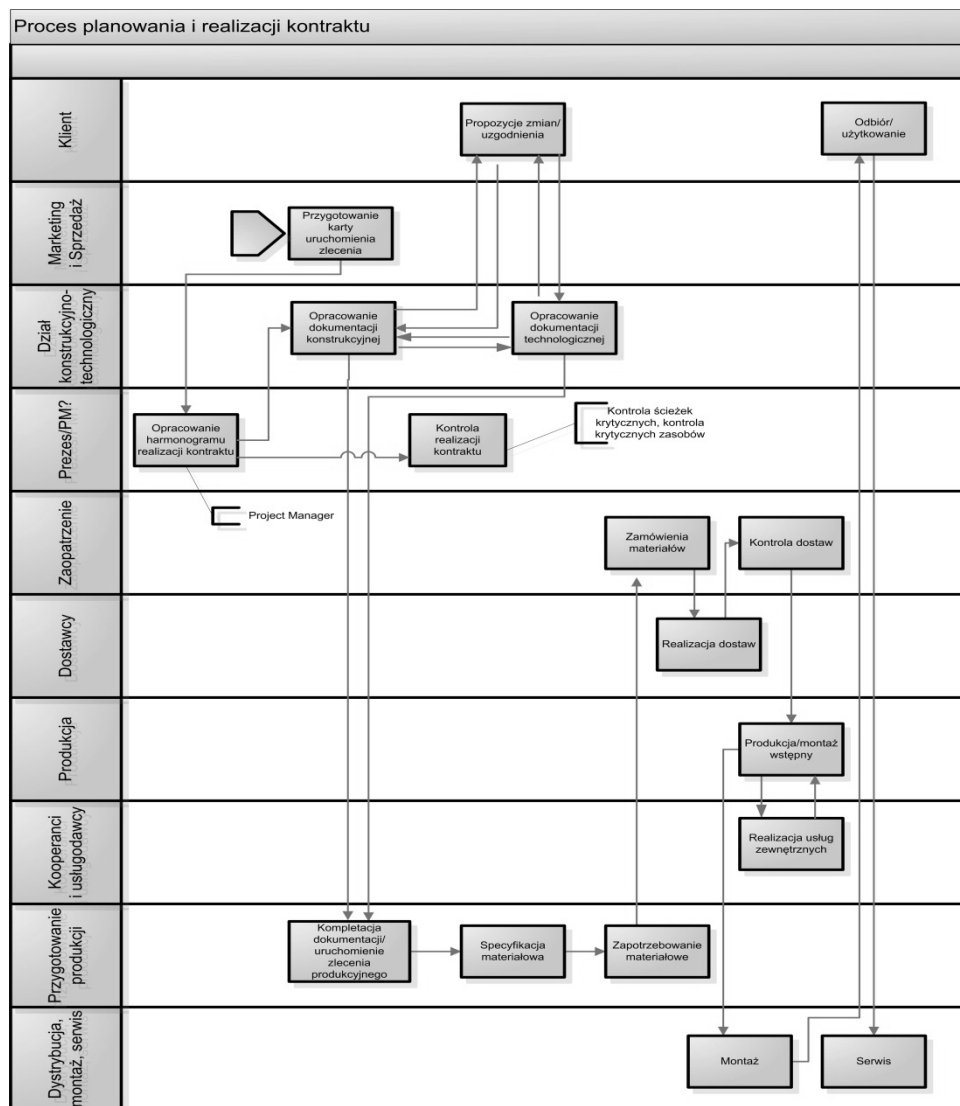 Proces planowania i realizacji kontraktu
Klient
Propozycje zmian/
uzgodnienia
Odbiór/
użytkowanie
Marketing
i Sprzedaż
Przygotowanie
karty
uruchomienia
zlecenia
Dział
konstrukcyjno-
technologiczny
Opracowanie
dokumentacji
konstrukcyjnej
Opracowanie
dokumentacji
technologicznej
Prezes/PM?
Opracowanie
harmonogramu
realizacji kontraktu
Kontrola
realizacji
kontraktu
Kontrola ścieżek
krytycznych, kontrola
krytycznych zasobów
Project Manager
Zaopatrzenie
Zamówienia
materiałów
Kontrola dostaw
Dostawcy
Realizacja dostaw
Produkcja
Produkcja/montaż
wstępny
Kooperanci
i usługodawcy
Realizacja usług
zewnętrznych
Przygotowanie
produkcji
Kompletacja
dokumentacji/
uruchomienie
zlecenia
produkcyjnego
Specyfikacja
materiałowa
Zapotrzebowanie
materiałowe
Dystrybucja,
montaż, serwis
Montaż
Serwis